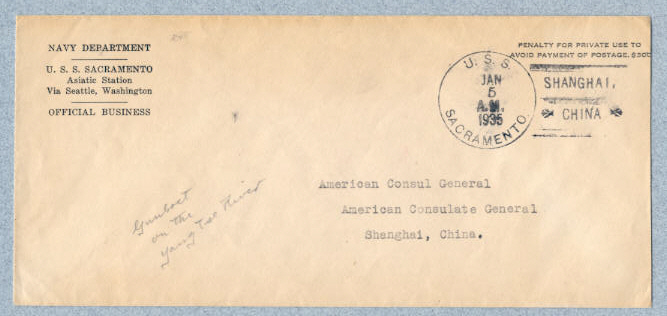 NAVY DEPARTMENT
U. S. S. SACRAMENTO
Asiatic Station
Via Seattle, Washington
OFFICIAL BUSINESS
PENALTY FOR PRIVATE USE TO
AVOID PAYMENT OF POSTAGE, $300
U. S. S.
JAN
5
A.M.
1935
SACRAMENTO.
SHANGHAI,
CHINA
American Consul General
American Consulate General
Shanghai, China.
Gunboat
on the
Yang Tse River